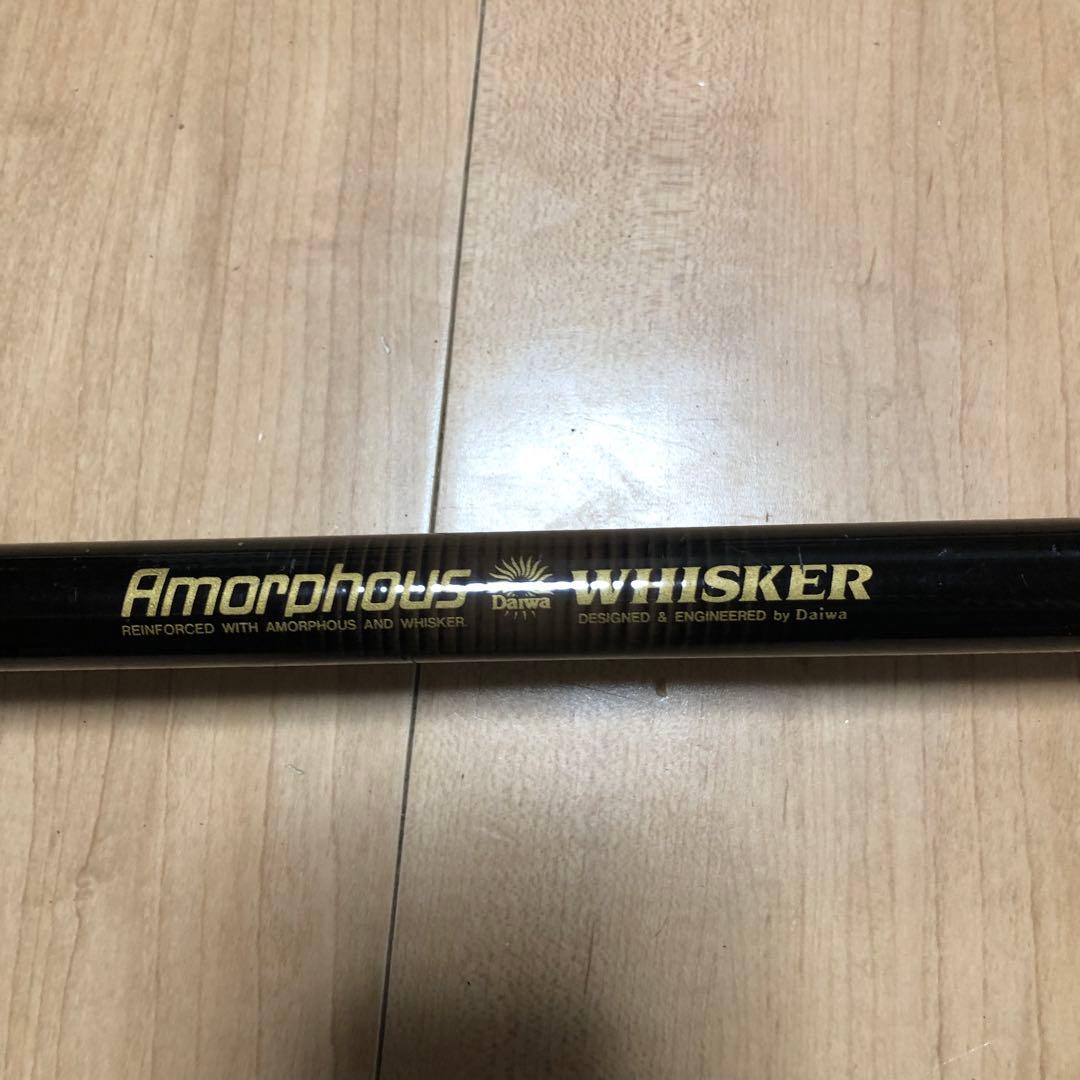 Amorphous Daiwa WHISKER
REINFORCED WITH AMORPHOUS AND WHISKER. DESIGNED & ENGINEERED by Daiwa